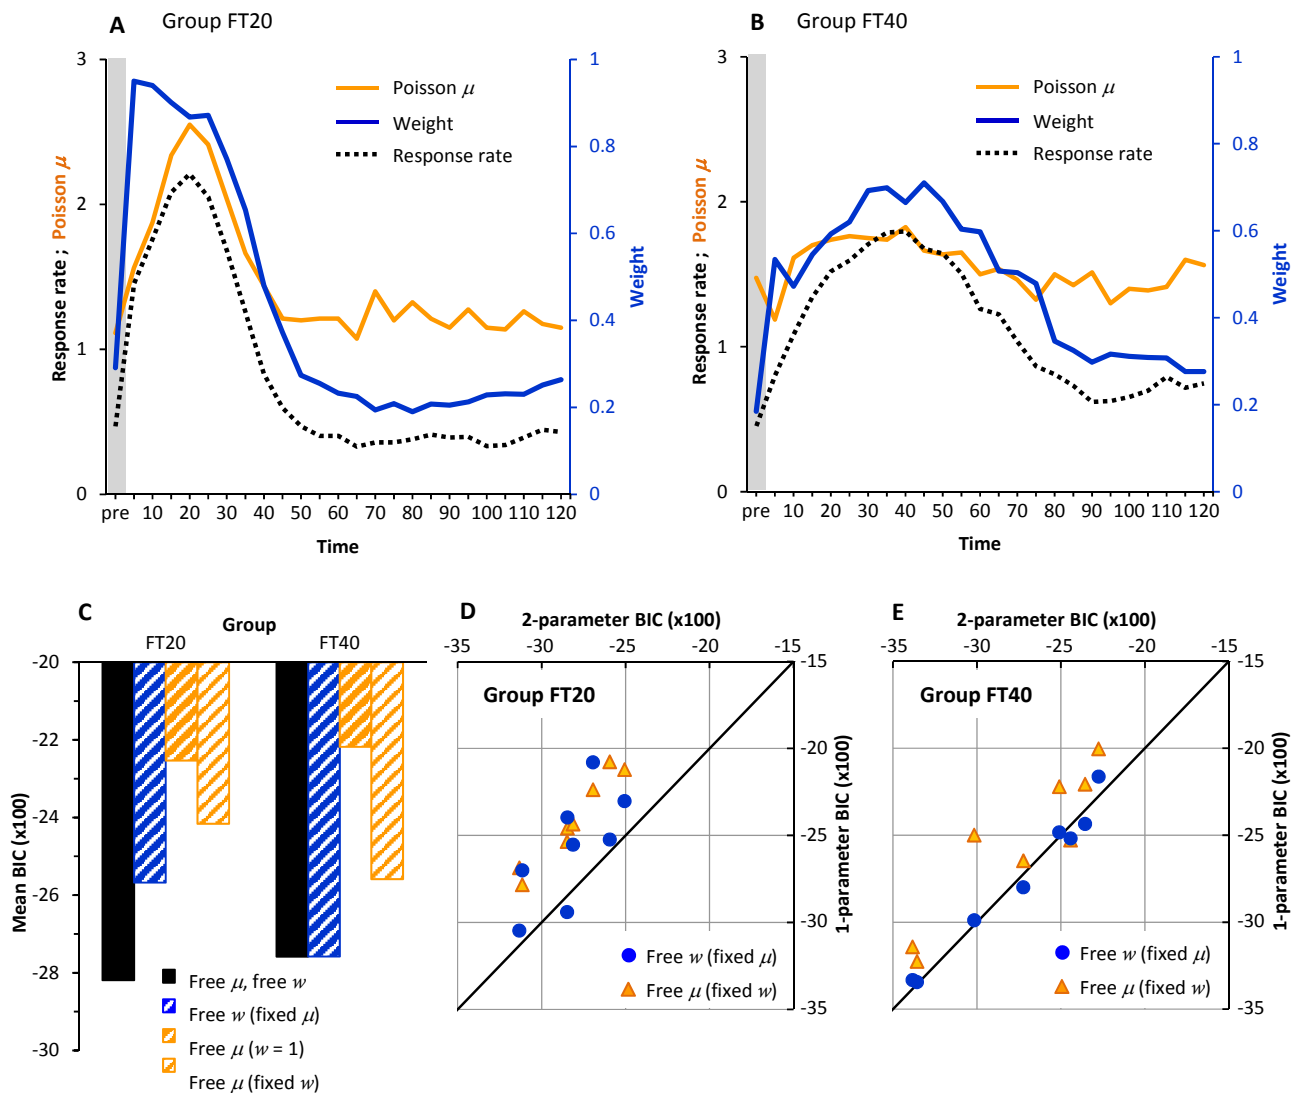 A Group FT20
3
2
1
0
Response rate ; Poisson μ
1
0.8
0.6
0.4
0.2
0
Weight
Poisson μ
Weight
Response rate
pre 10 20 30 40 50 60 70 80 90 100 110 120
Time
B Group FT40
3
2
1
0
Response rate ; Poisson μ
1
0.8
0.6
0.4
0.2
0
Weight
Poisson μ
Weight
Response rate
pre 10 20 30 40 50 60 70 80 90 100 110 120
Time
C
Group
FT20 FT40
-20
-22
-24
-26
-28
-30
Mean BIC (x100)
Free μ, free w
Free w (fixed μ)
Free μ (w = 1)
Free μ (fixed w)
D
2-parameter BIC (x100)
-35 -30 -25 -20 -15
Group FT20
-15
-20
-25
-30
-35
1-parameter BIC (x100)
Free w (fixed μ)
Free μ (fixed w)
E
2-parameter BIC (x100)
-35 -30 -25 -20 -15
Group FT40
-15
-20
-25
-30
-35
1-parameter BIC (x100)
Free w (fixed μ)
Free μ (fixed w)